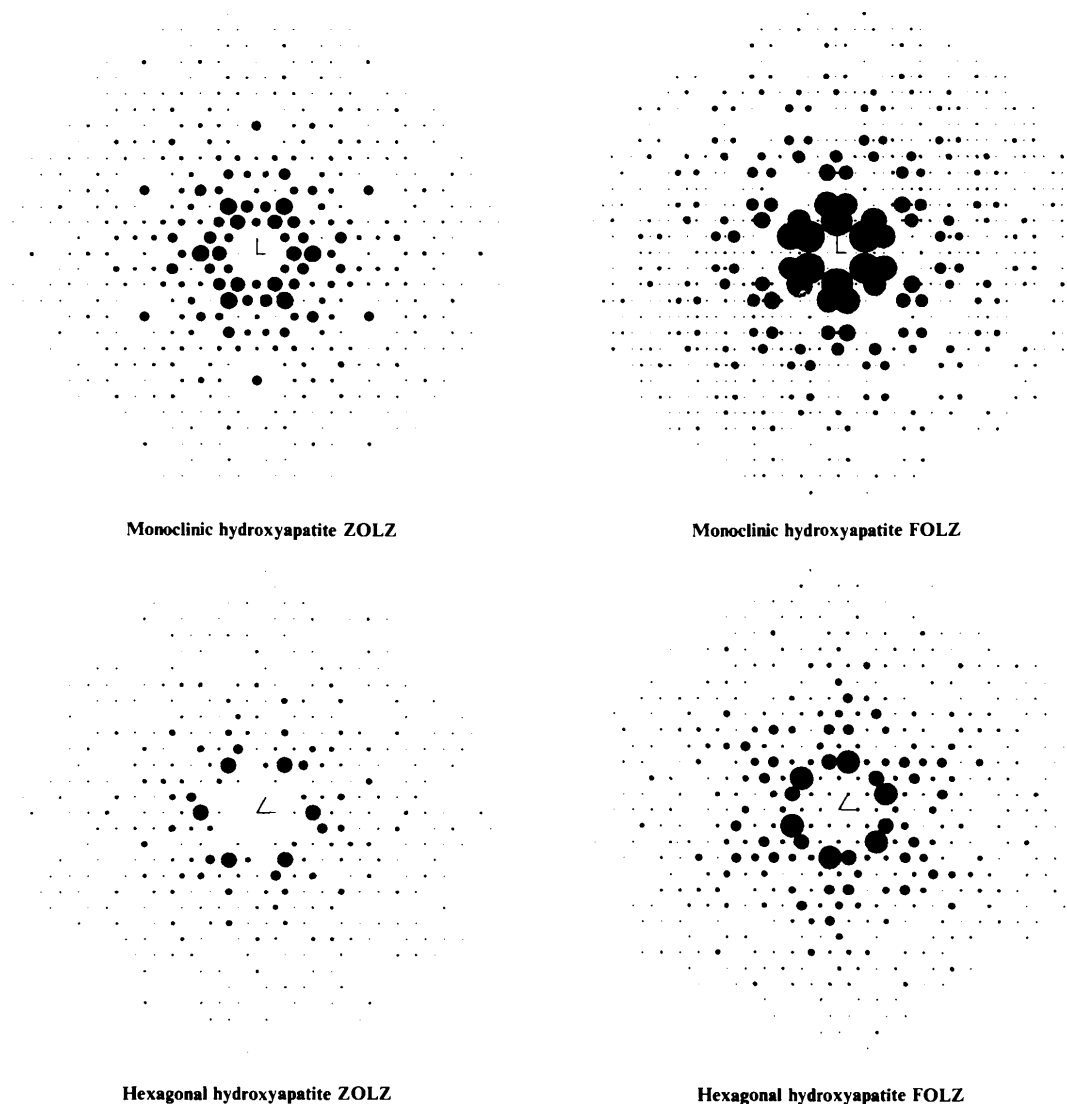 Monoclinic hydroxyapatite ZOLZ
Monoclinic hydroxyapatite FOLZ
Hexagonal hydroxyapatite ZOLZ
Hexagonal hydroxyapatite FOLZ